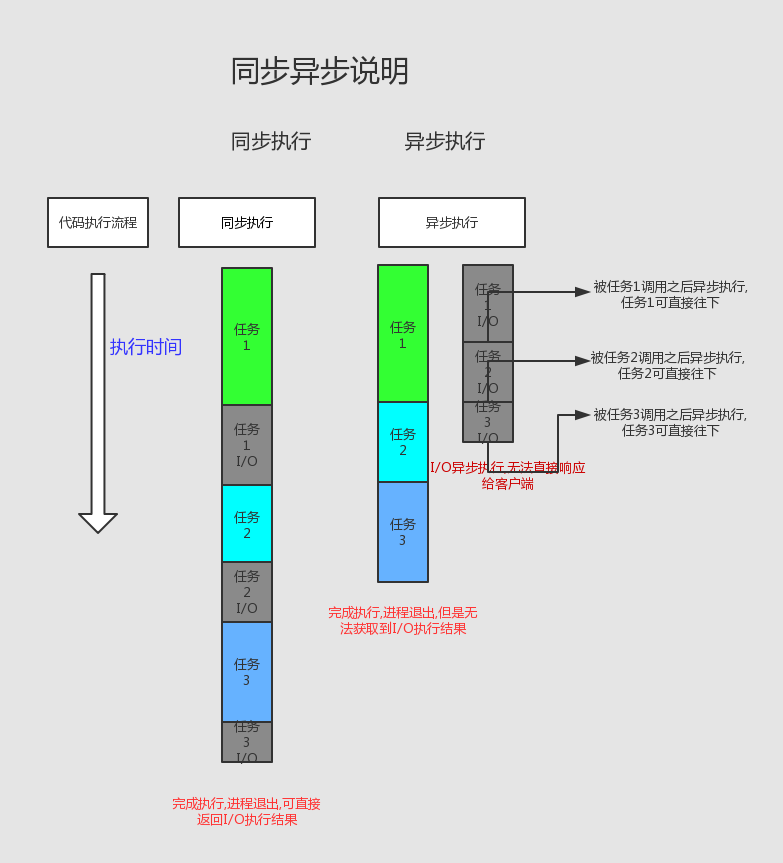 同步异步说明
同步执行
异步执行
代码执行流程
同步执行
异步执行
执行时间
任务
1
任务
1
I/O
任务
2
任务
2
I/O
任务
3
任务
3
I/O
完成执行,进程退出,可直接
返回I/O执行结果
任务
1
任务
2
任务
3
完成执行,进程退出,但是无
法获取到I/O执行结果
任务
1
I/O
任务
2
I/O
任务
3
I/O
I/O异步执行,无法直接响应
给客户端
被任务1调用之后异步执行,
任务1可直接往下
被任务2调用之后异步执行,
任务2可直接往下
被任务3调用之后异步执行,
任务3可直接往下